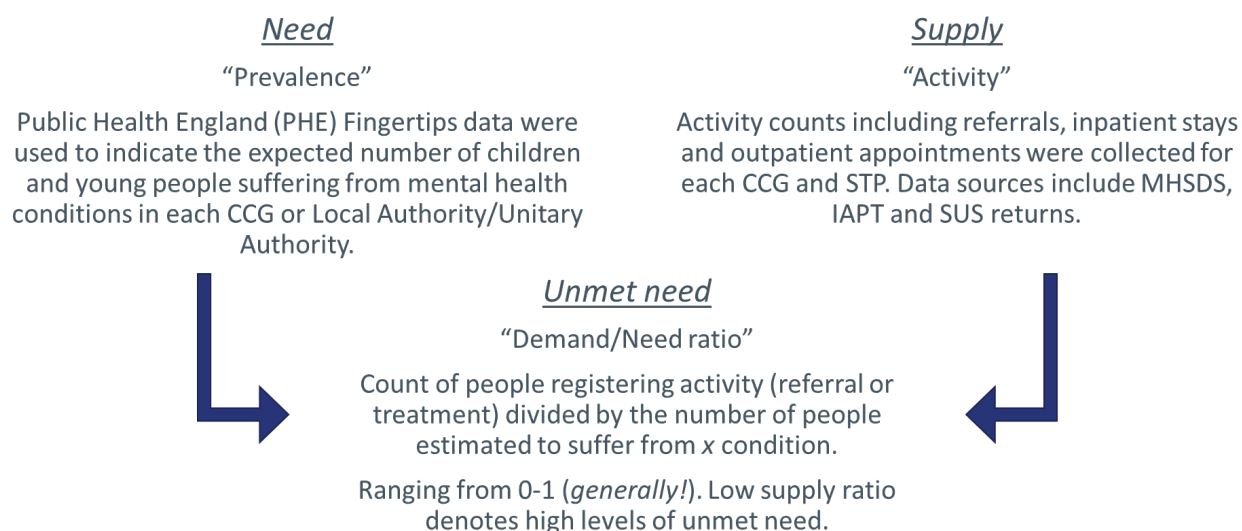 Need
“Prevalence”
Public Health England (PHE) Fingertips data were
used to indicate the expected number of children
and young people suffering from mental health
conditions in each CCG or Local Authority/Unitary
Authority.
Supply
“Activity”
Activity counts including referrals, inpatient stays
and outpatient appointments were collected for
each CCG and STP. Data sources include MHSDS,
IAPT and SUS returns.
Unmet need
“Demand/Need ratio”
Count of people registering activity (referral or
treatment) divided by the number of people
estimated to suffer from x condition.
Ranging from 0-1 (generally!). Low supply ratio
denotes high levels of unmet need.